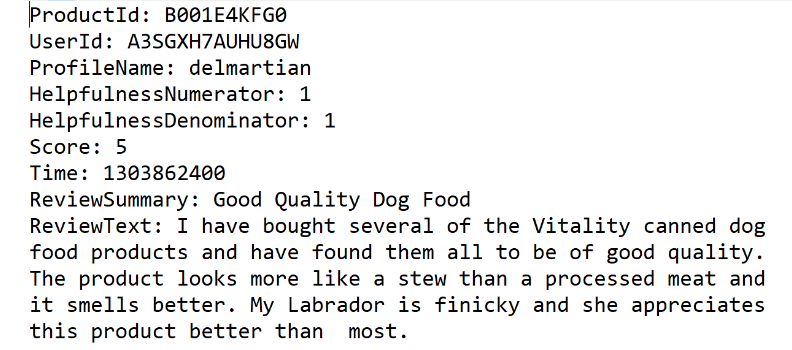 ProductId: B001E4KFG0
UserId: A3SGXH7AUHU8GW
ProfileName: delmartian
HelpfulnessNumerator: 1
HelpfulnessDenominator: 1
Score: 5
Time: 1303862400
ReviewSummary: Good Quality Dog Food
ReviewText: I have bought several of the Vitality canned dog
food products and have found them all to be of good quality.
The product looks more like a stew than a processed meat and
it smells better. My Labrador is finicky and she appreciates
this product better than  most.